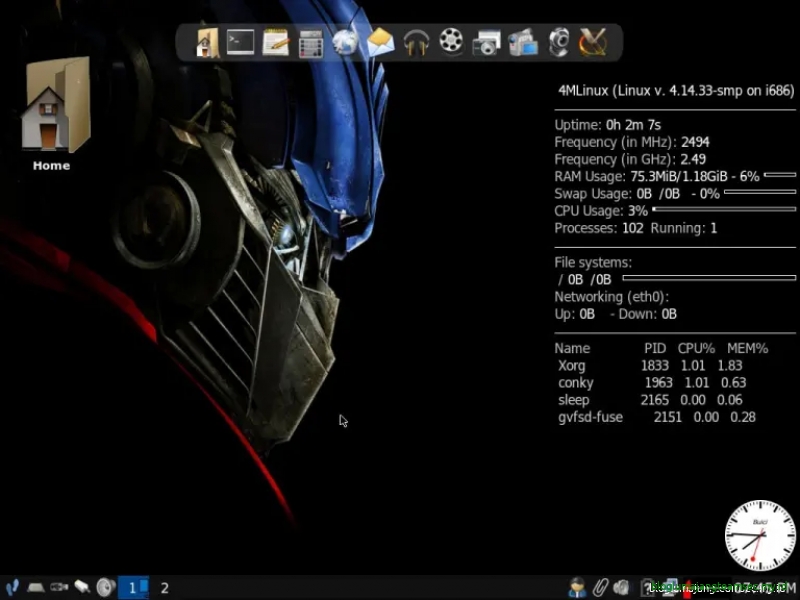 4MLinux (Linux v. 4.14.33-smp on i686)
Home
Uptime: 0h 2m 7s
Frequency (in MHz): 2494
Frequency (in GHz): 2.49
RAM Usage: 75.3MiB/1.18GiB - 6%
Swap Usage: 0B /0B - 0%
CPU Usage: 3%
Processes: 102 Running: 1
File systems:
/ 0B /0B
Networking (eth0):
Up: 0B - Down: 0B
Name PID CPU% MEM%
Xorg 1833 1.01 1.83
conky 1963 1.01 0.63
sleep 2165 0.00 0.06
gvfsd-fuse 2151 0.00 0.28
1 2